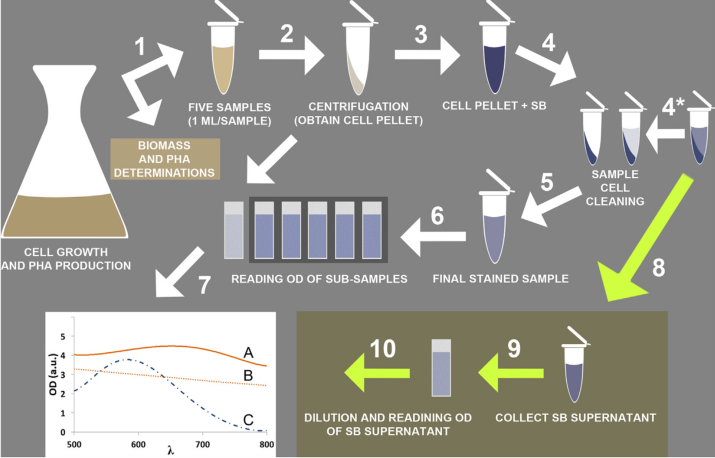 1
2
3
4
4*
FIVE SAMPLES
(1 ML/SAMPLE)
CENTRIFUGATION
(OBTAIN CELL PELLET)
CELL PELLET + SB
BIOMASS
AND PHA
DETERMINATIONS
SAMPLE
CELL
CLEANING
5
6
CELL GROWTH
AND PHA PRODUCTION
READING OD OF SUB-SAMPLES
FINAL STAINED SAMPLE
7
8
OD (a.u.)
5
4
3
2
1
0
A
B
C
500
600
700
800
λ
10
9
DILUTION AND READINING OD
OF SB SUPERNATANT
COLLECT SB SUPERNATANT